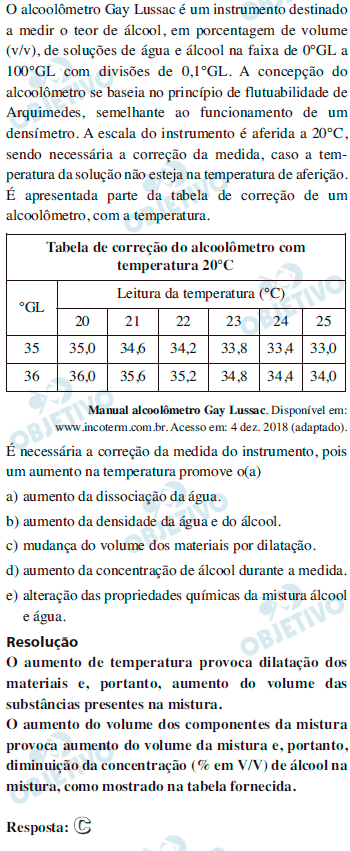 O alcoolômetro Gay Lussac é um instrumento destinado
a medir o teor de álcool, em porcentagem de volume
(v/v), de soluções de água e álcool na faixa de 0°GL a
100°GL com divisões de 0,1°GL. A concepção do
alcoolômetro se baseia no princípio de flutuabilidade de
Arquimedes, semelhante ao funcionamento de um
densímetro. A escala do instrumento é aferida a 20°C,
sendo necessária a correção da medida, caso a tem-
peratura da solução não esteja na temperatura de aferição.
É apresentada parte da tabela de correção de um
alcoolômetro, com a temperatura.
Tabela de correção do alcoolômetro com
temperatura 20°C
°GL Leitura da temperatura (°C)
20 21 22 23 24 25
35 35,0 34,6 34,2 33,8 33,4 33,0
36 36,0 35,6 35,2 34,8 34,4 34,0
Manual alcoolômetro Gay Lussac. Disponível em:
www.incoterm.com.br. Acesso em: 4 dez. 2018 (adaptado).
É necessária a correção da medida do instrumento, pois
um aumento na temperatura promove o(a)
a) aumento da dissociação da água.
b) aumento da densidade da água e do álcool.
c) mudança do volume dos materiais por dilatação.
d) aumento da concentração de álcool durante a medida.
e) alteração das propriedades químicas da mistura álcool
e água.
Resolução
O aumento de temperatura provoca dilatação dos
materiais e, portanto, aumento do volume das
substâncias presentes na mistura.
O aumento do volume dos componentes da mistura
provoca aumento do volume da mistura e, portanto,
diminuição da concentração (% em V/V) de álcool na
mistura, como mostrado na tabela fornecida.
Resposta: C
OBJETIVO
OBJETIVO
OBJETIVO
OBJETIVO
OBJETIVO
OBJETIVO
OBJETIVO